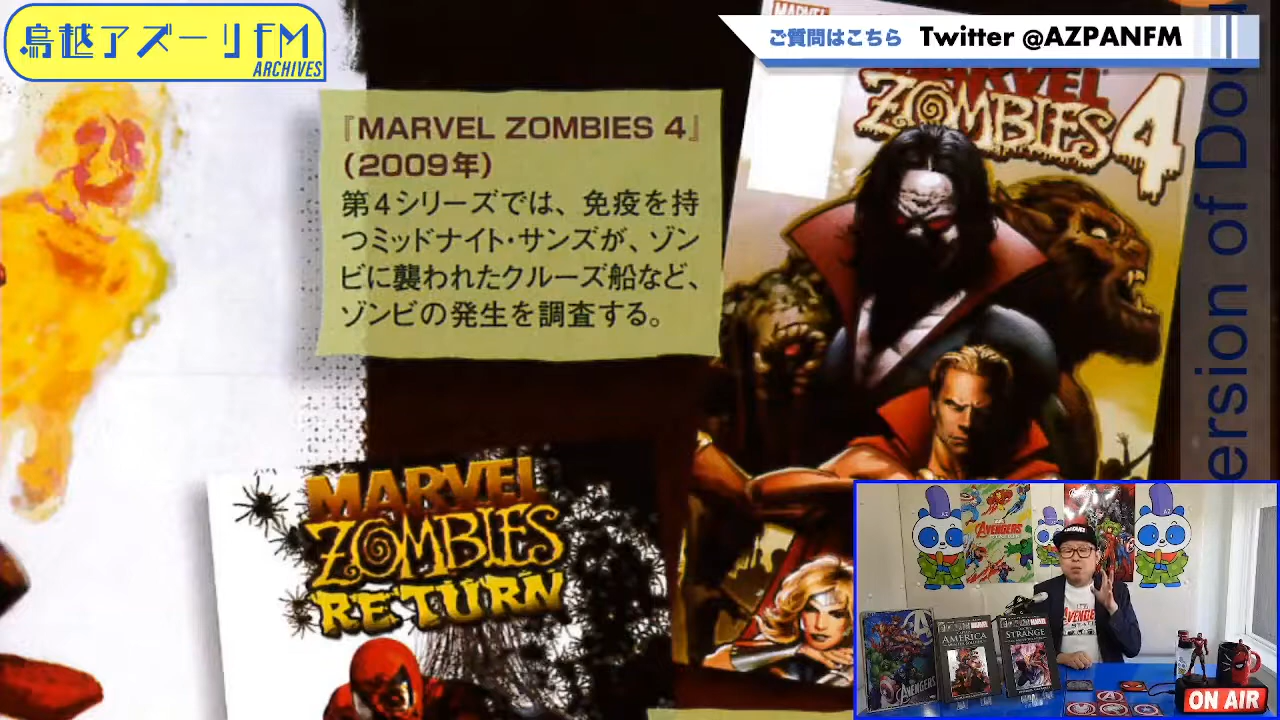 鳥越アズーリFM
ARCHIVES
ご質問はこちら Twitter @AZPANFM
MARVEL
MARVEL
ZOMBIES 4
『MARVEL ZOMBIES 4』
(2009年)
第4シリーズでは、免疫を持
つミッドナイト・サンズが、ゾン
ビに襲われたクルーズ船など、
ゾンビの発生を調査する。
ersion of Do
MARVEL
ZOMBIES
RETURN
AVENGERS
AMERICA
STRANGE
AVENGERS
ON AIR